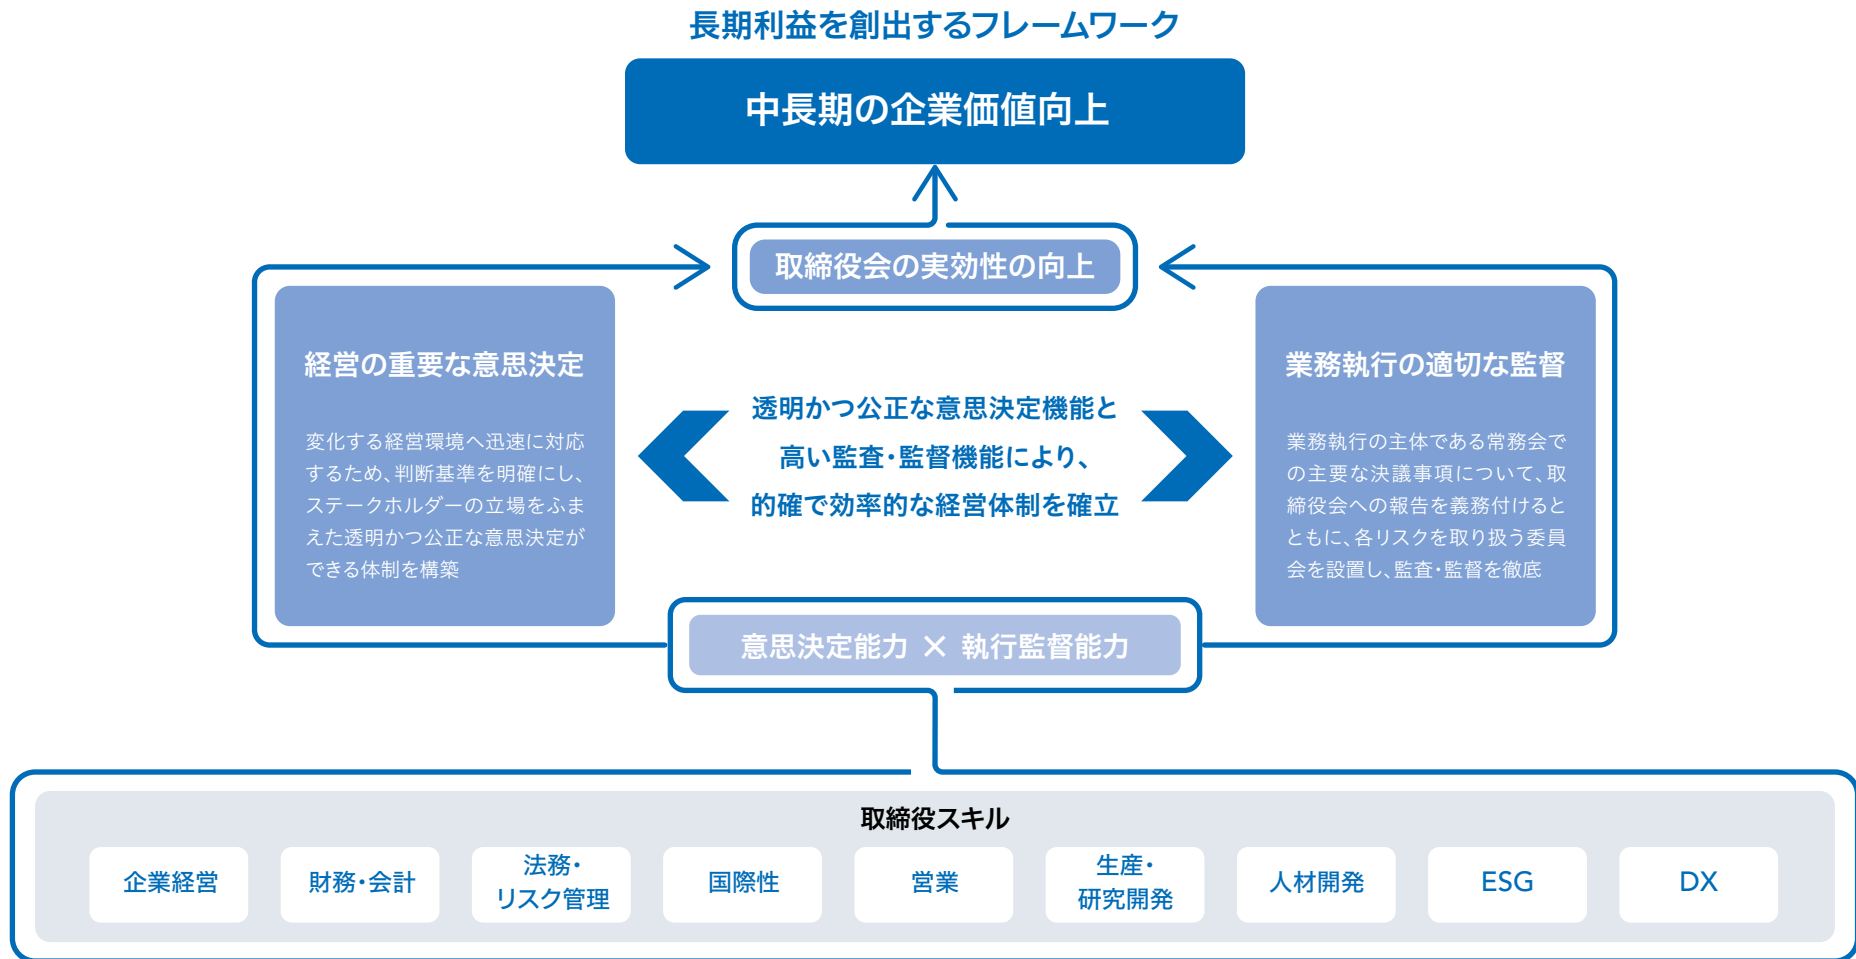 長期利益を創出するフレームワーク
中長期の企業価値向上
取締役会の実効性の向上
経営の重要な意思決定
変化する経営環境へ迅速に対応
するため、判断基準を明確にし、
ステークホルダーの立場をふま
えた透明かつ公正な意思決定が
できる体制を構築
透明かつ公正な意思決定機能と
高い監査・監督機能により、
的確で効率的な経営体制を確立
業務執行の適切な監督
業務執行の主体である常務会で
の主要な決議事項について、取
締役会への報告を義務付けると
ともに、各リスクを取り扱う委員
会を設置し、監査・監督を徹底
意思決定能力 × 執行監督能力
取締役スキル
企業経営
財務・会計
法務・
リスク管理
国際性
営業
生産・
研究開発
人材開発
ESG
DX